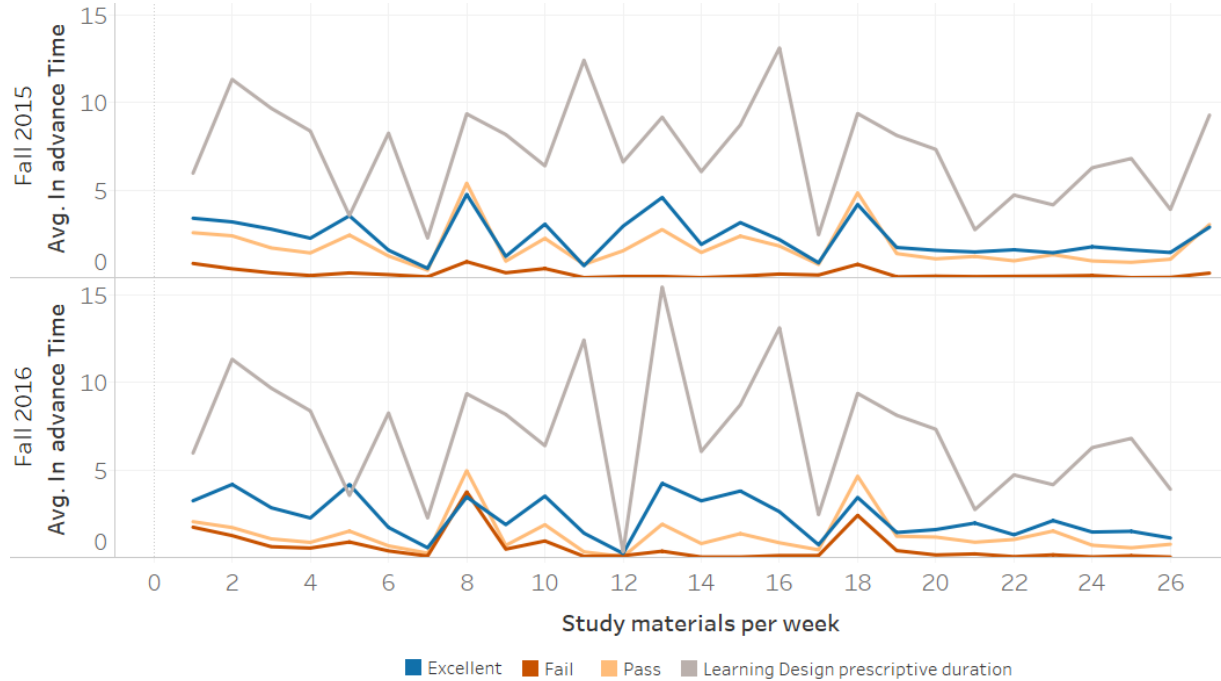 Fall 2015
Avg. In advance Time
15
10
5
0
Fall 2016
Avg. In advance Time
15
10
5
0
0 2 4 6 8 10 12 14 16 18 20 22 24 26
Study materials per week
Excellent Fail Pass Learning Design prescriptive duration